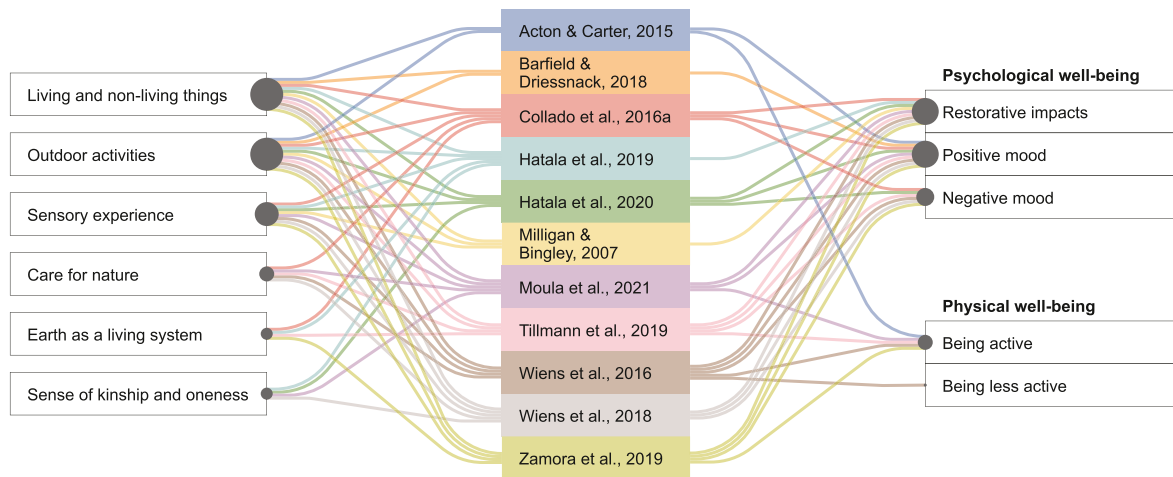 Living and non-living things
Outdoor activities
Sensory experience
Care for nature
Earth as a living system
Sense of kinship and oneness
Acton & Carter, 2015
Barfield &
Driessnack, 2018
Collado et al., 2016a
Hatala et al., 2019
Hatala et al., 2020
Milligan &
Bingley, 2007
Moula et al., 2021
Tillmann et al., 2019
Wiens et al., 2016
Wiens et al., 2018
Zamora et al., 2019
Psychological well-being
Restorative impacts
Positive mood
Negative mood
Physical well-being
Being active
Being less active